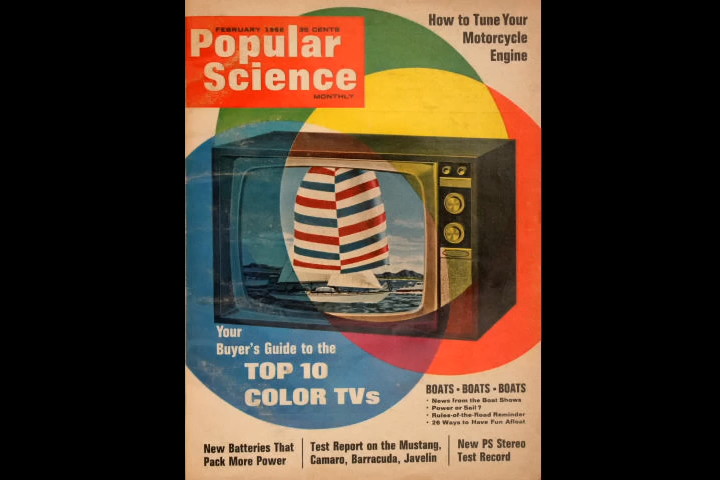 FEBRUARY 1968 35 CENTS
Popular
Science
MONTHLY
How to Tune Your
Motorcycle
Engine
Your
Buyer's Guide to the
TOP 10
COLOR TVs
BOATS • BOATS • BOATS
• News from the Boat Shows
• Power or Sail?
• Rules-of-the-Road Reminder
• 26 Ways to Have Fun Afloat
New Batteries That
Pack More Power
Test Report on the Mustang,
Camaro, Barracuda, Javelin
New PS Stereo
Test Record